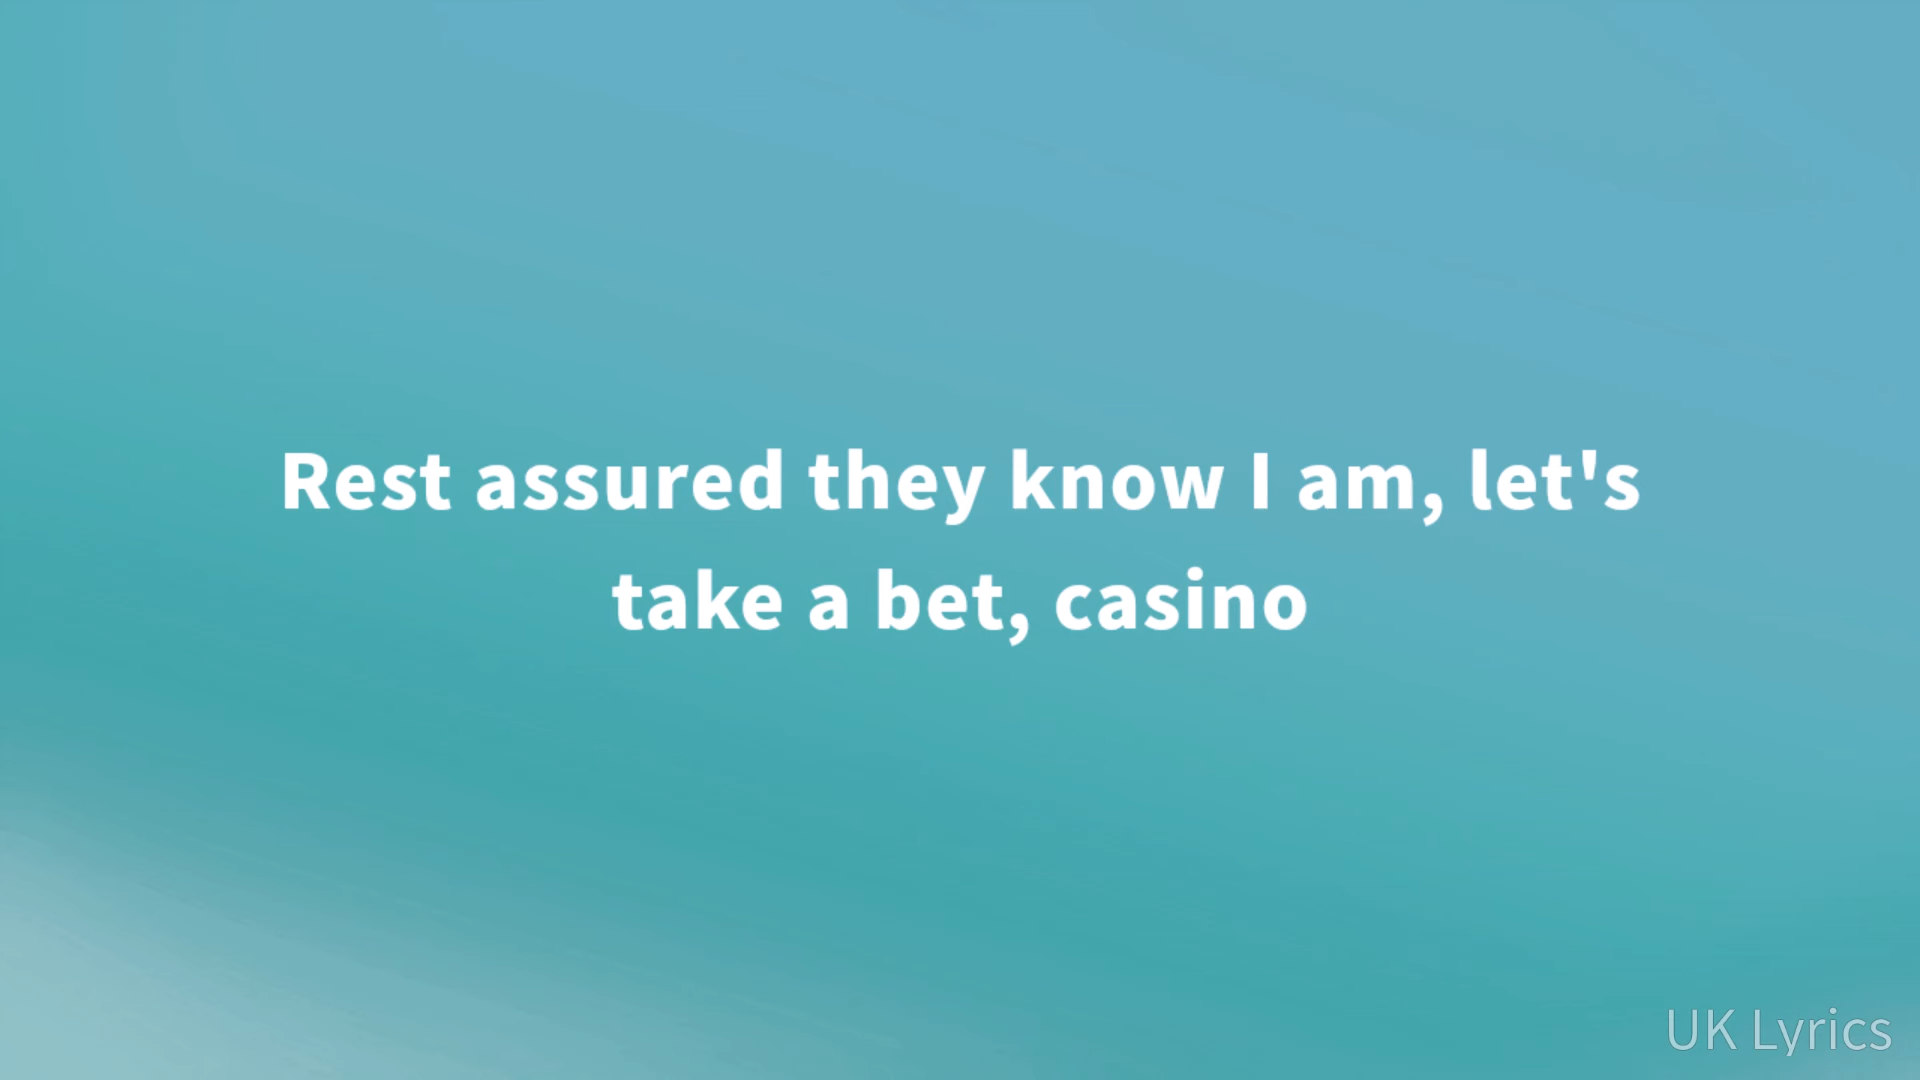 Rest assured they know I am, let's
take a bet, casino
UK Lyrics